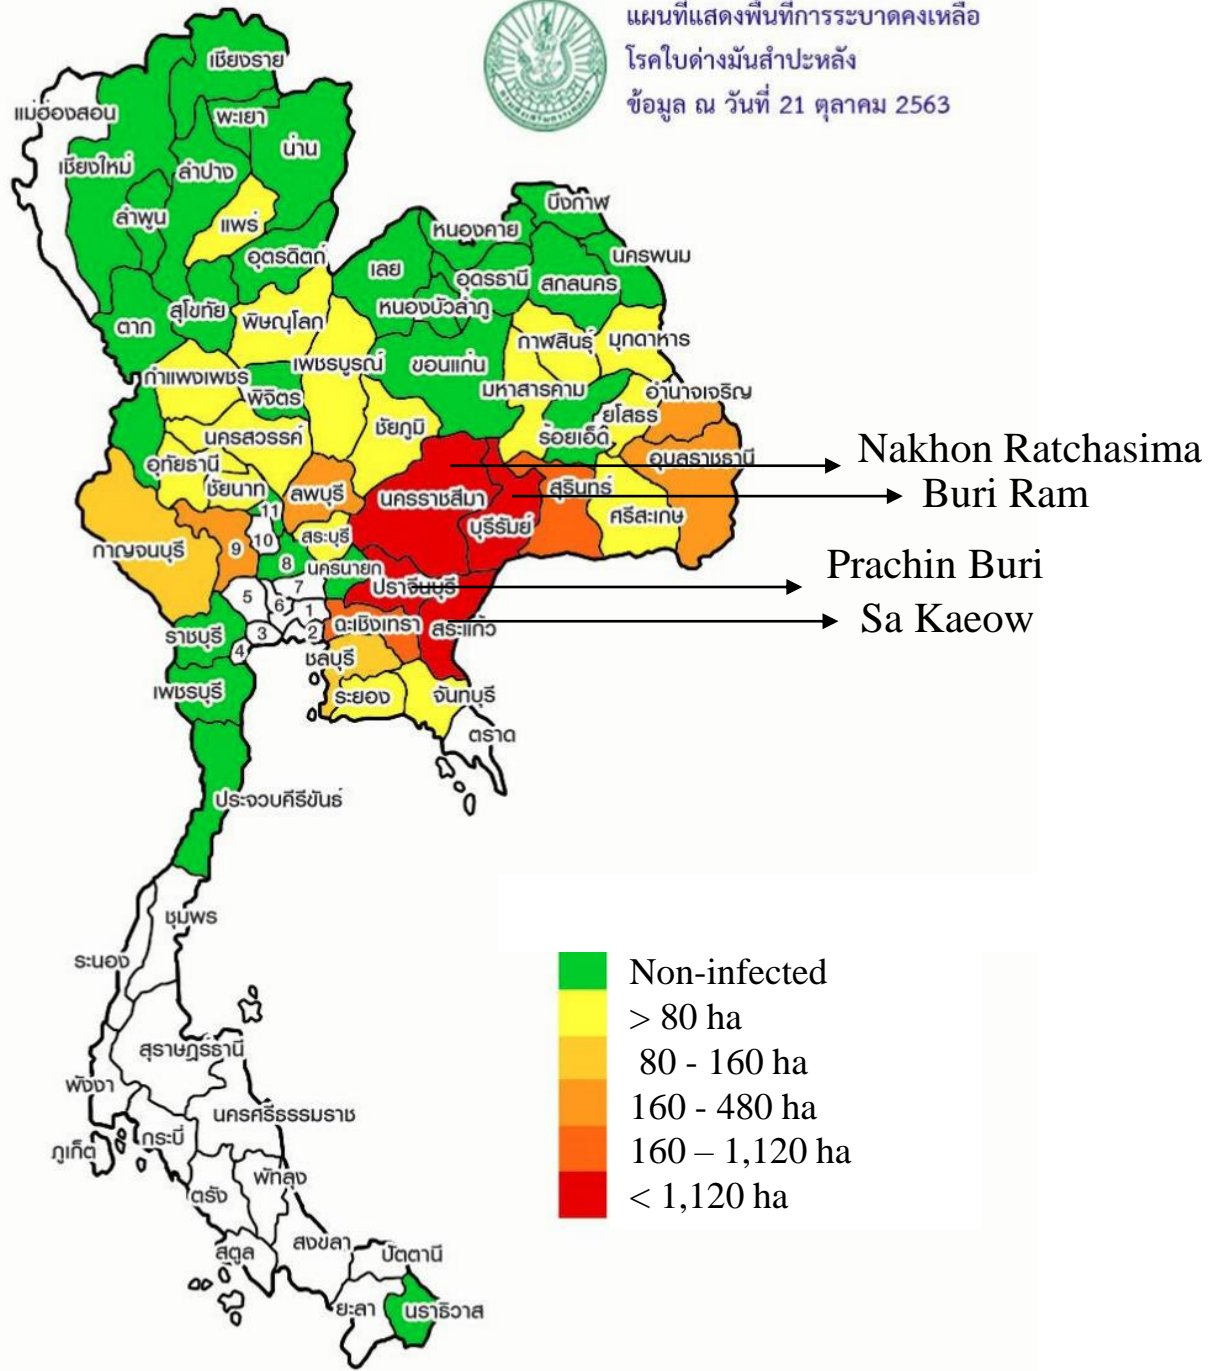 แผนที่แสดงพื้นที่การระบาดคงเหลือ
โรคใบด่างมันสำปะหลัง
ข้อมูล ณ วันที่ 21 ตุลาคม 2563
เชียงราย
แม่ฮ่องสอน
พะเยา
น่าน
เชียงใหม่
ลำปาง
ลำพูน
แพร่
อุตรดิตถ์
บึงกาฬ
หนองคาย
นครพนม
เลย
อุดรธานี
สกลนคร
หนองบัวลำภู
ตาก
สุโขทัย
พิษณุโลก
กาฬสินธุ์
มุกดาหาร
เพชรบูรณ์
ขอนแก่น
กำแพงเพชร
พิจิตร
มหาสารคาม
อำนาจเจริญ
ยโสธร
ชัยภูมิ
ร้อยเอ็ด
นครสวรรค์
อุทัยธานี
อุบลราชธานี
Nakhon Ratchasima
ชัยนาท
ลพบุรี
นครราชสีมา
สุรินทร์
Buri Ram
11
ศรีสะเกษ
บุรีรัมย์
10
สระบุรี
กาญจนบุรี
9
8
นครนายก
Prachin Buri
7
ปราจีนบุรี
5
6
1
Sa Kaeow
ราชบุรี
3
2
ฉะเชิงเทรา
สระแก้ว
4
ชลบุรี
เพชรบุรี
ระยอง
จันทบุรี
ตราด
ประจวบคีรีขันธ์
ชุมพร
ระนอง
Non-infected
> 80 ha
80 - 160 ha
160 - 480 ha
160 – 1,120 ha
< 1,120 ha
สุราษฎร์ธานี
พังงา
นครศรีธรรมราช
กระบี่
ภูเก็ต
พัทลุง
ตรัง
สงขลา
สตูล
ปัตตานี
ยะลา
นราธิวาส